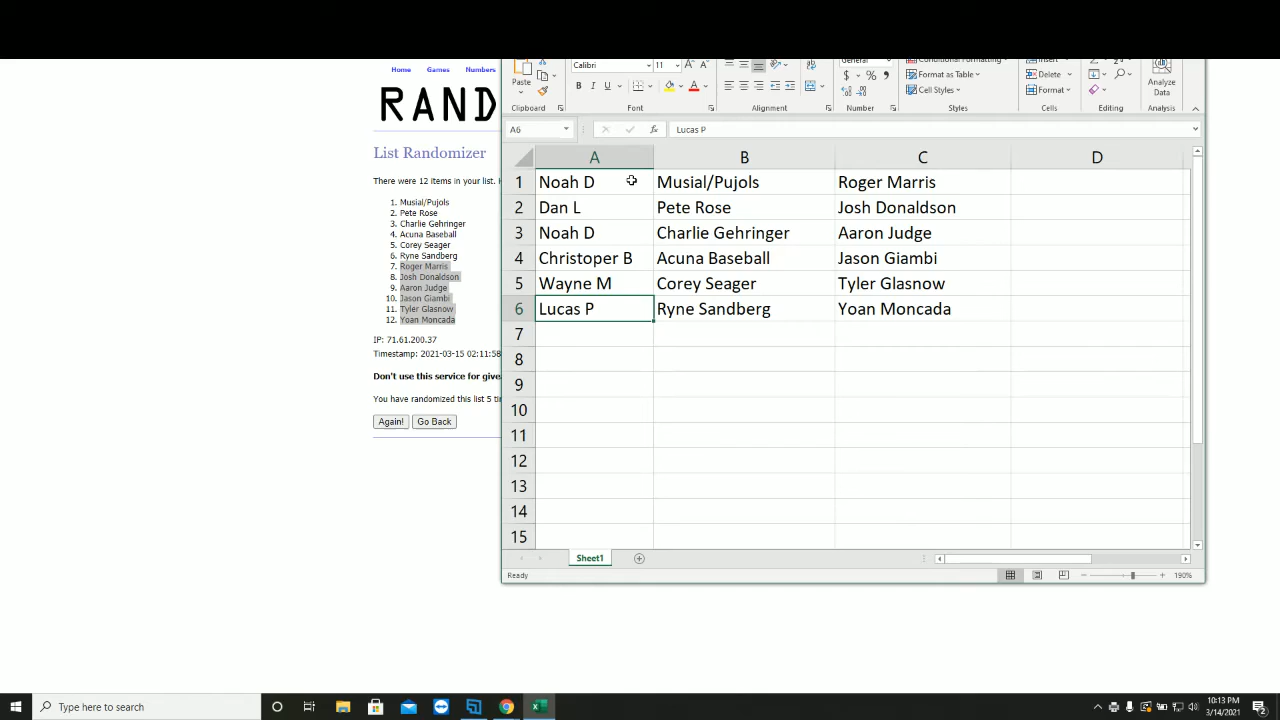 Home Games Numbers
RAND
List Randomizer
There were 12 items in your list. H
1. Musial/Pujols
2. Pete Rose
3. Charlie Gehringer
4. Acuna Baseball
5. Corey Seager
6. Ryne Sandberg
7. Roger Marris
8. Josh Donaldson
9. Aaron Judge
10. Jason Giambi
11. Tyler Glasnow
12. Yoan Moncada
IP: 71.61.200.37
Timestamp: 2021-03-15 02:11:58
Don't use this service for give
You have randomized this list 5 ti
Again! Go Back
Calibri 11
Paste
B I U
Clipboard Font Alignment
General
$ % 9
Number
Conditional Formatting
Format as Table
Cell Styles
Styles
Insert
Delete
Format
Cells
Editing
Analyze
Data
Analysis
A6 fx Lucas P
A B C D
1 Noah D Musial/Pujols Roger Marris
2 Dan L Pete Rose Josh Donaldson
3 Noah D Charlie Gehringer Aaron Judge
4 Christoper B Acuna Baseball Jason Giambi
5 Wayne M Corey Seager Tyler Glasnow
6 Lucas P Ryne Sandberg Yoan Moncada
7
8
9
10
11
12
13
14
15
Sheet1
Ready 190%
Type here to search
10:13 PM
3/14/2021
2